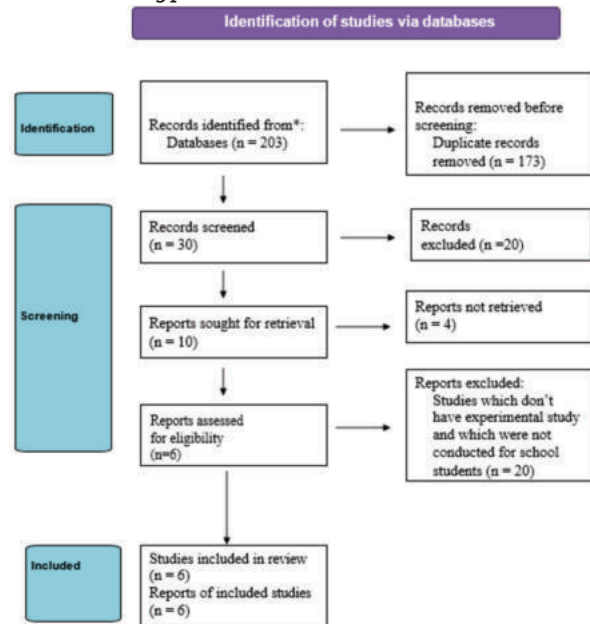 Identification of studies via databases
Identification
Records identified from*:
Databases (n = 203)
Records removed before
screening:
Duplicate records
removed (n = 173)
Screening
Records screened
(n = 30)
Records
excluded (n =20)
Reports sought for retrieval
(n = 10)
Reports not retrieved
(n = 4)
Reports assessed
for eligibility
(n=6)
Reports excluded:
Studies which don't
have experimental study
and which were not
conducted for school
students (n = 20)
Included
Studies included in review
(n = 6)
Reports of included studies
(n = 6)